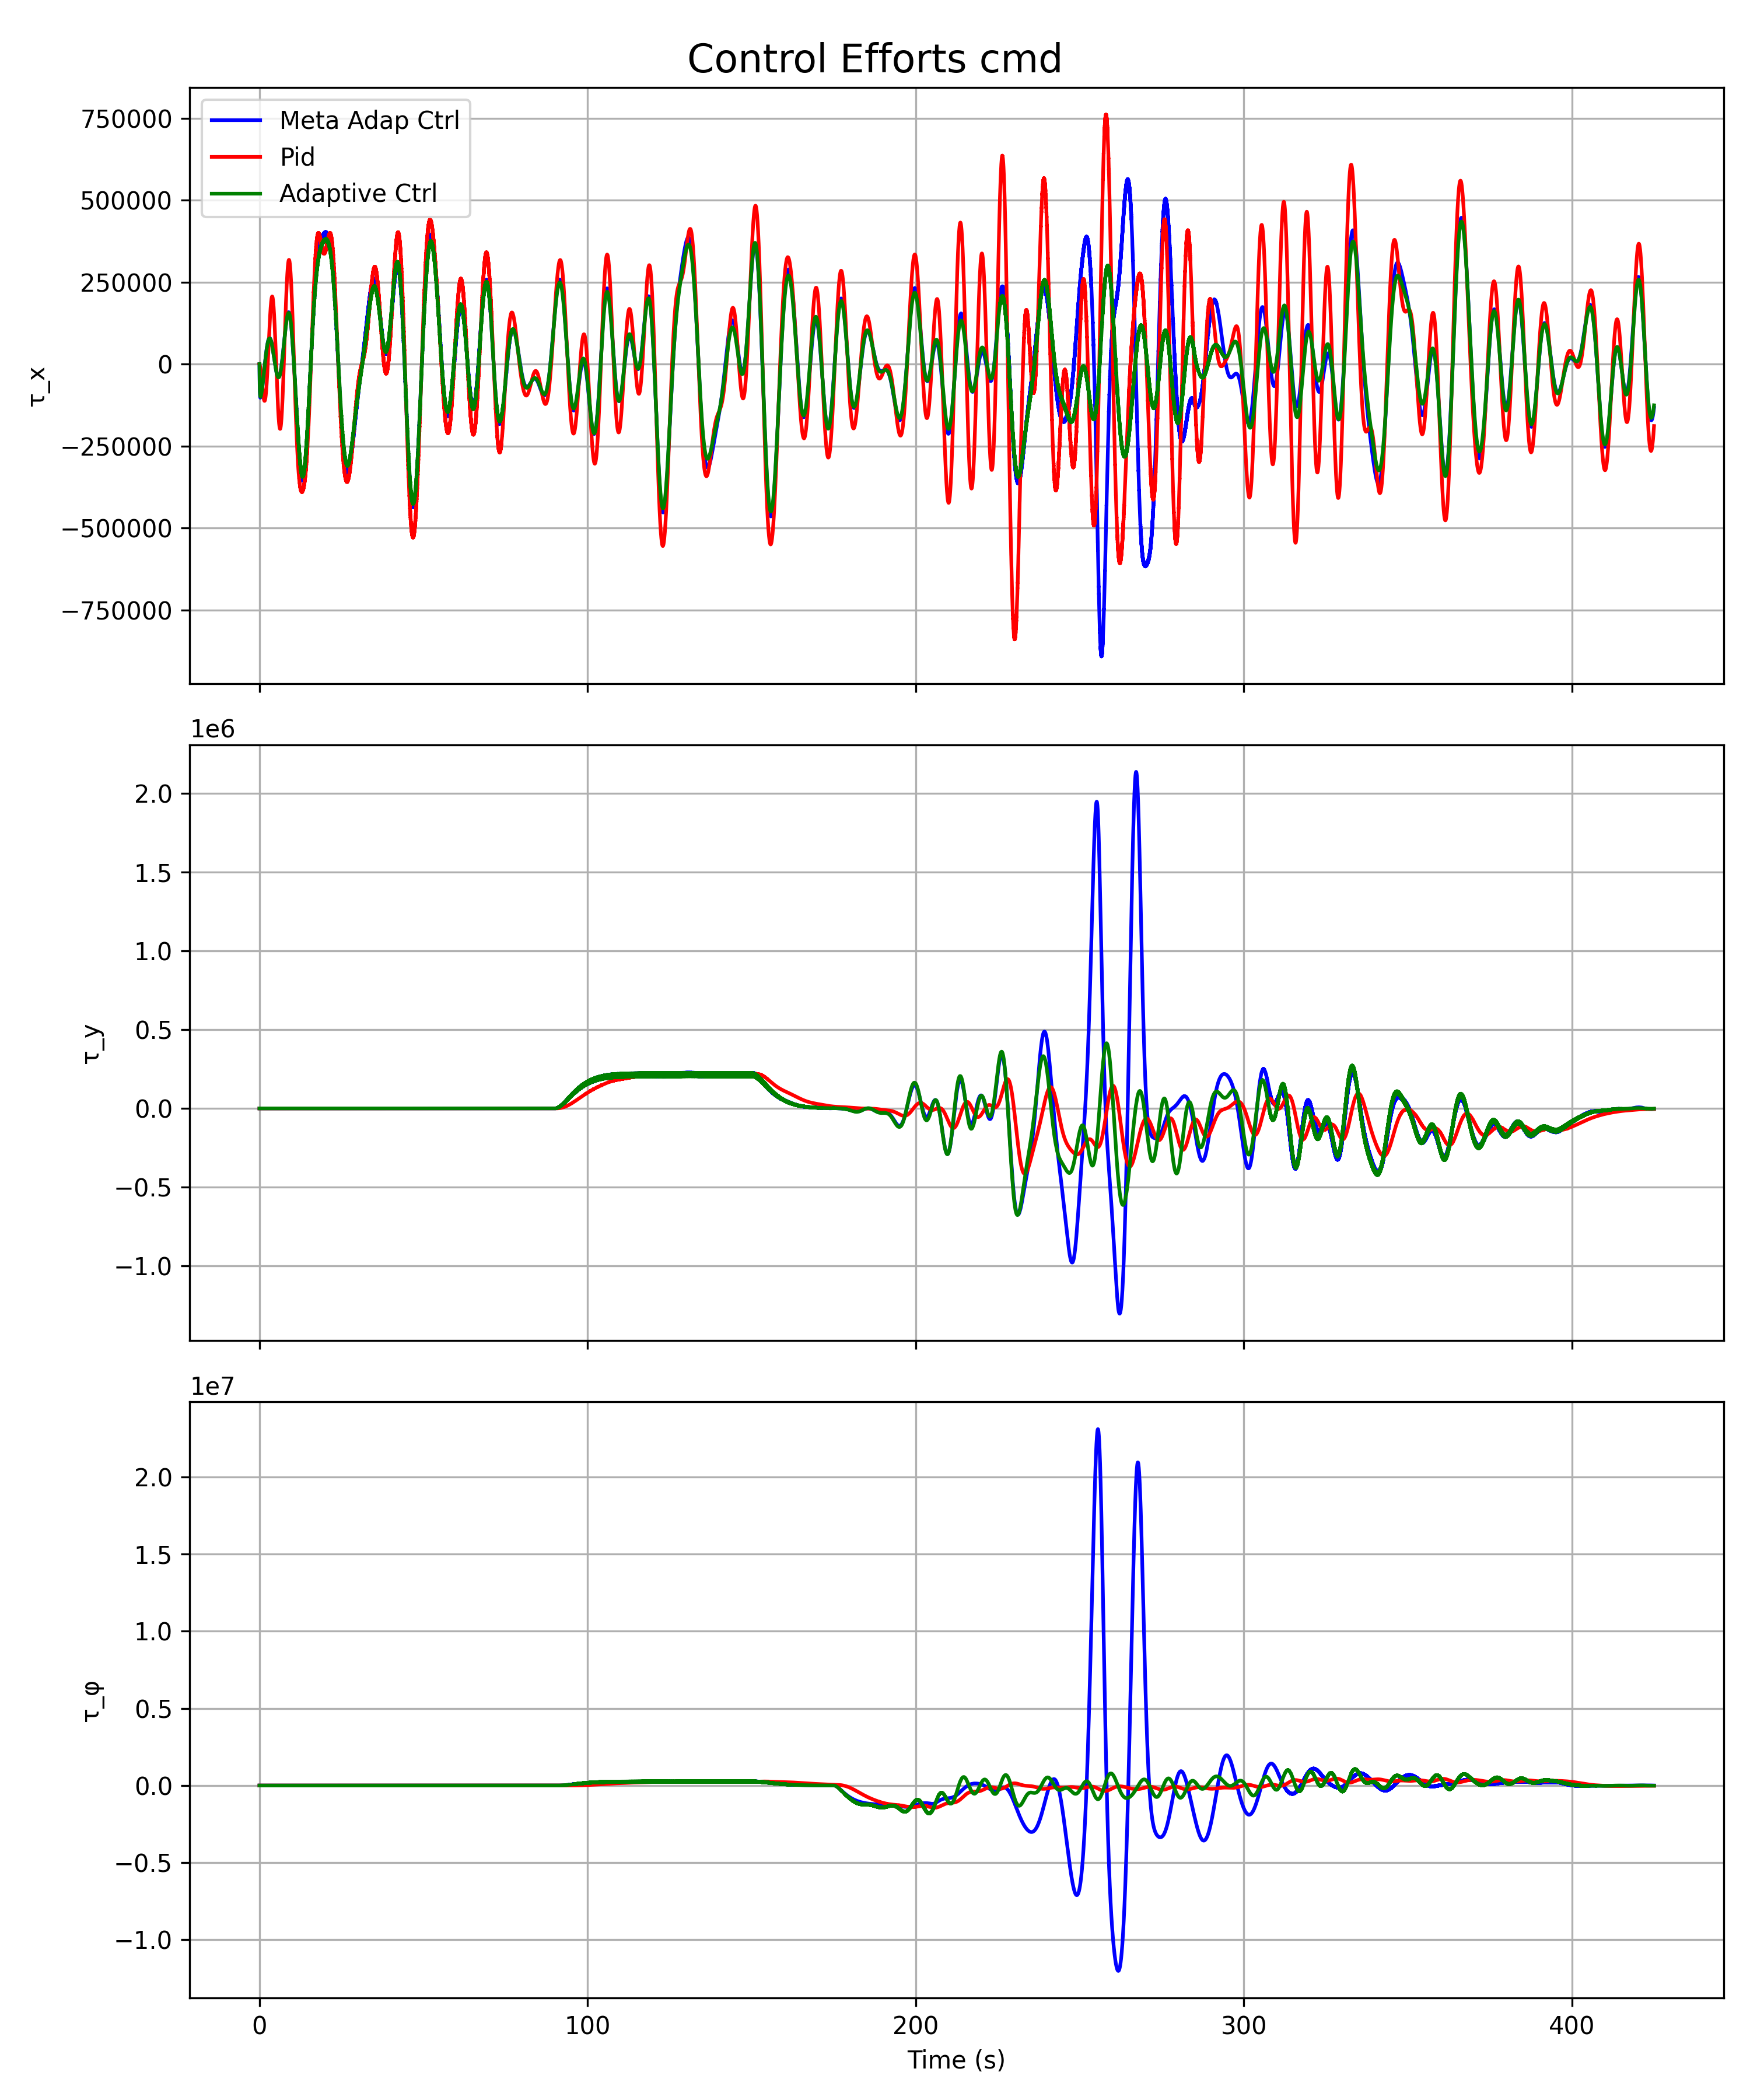 Control Efforts cmd
750000
500000
250000
0
−250000
−500000
−750000
τ_x
Meta Adap Ctrl
Pid
Adaptive Ctrl
1e6
2.0
1.5
1.0
0.5
0.0
−0.5
−1.0
τ_y
1e7
2.0
1.5
1.0
0.5
0.0
−0.5
−1.0
τ_φ
0 100 200 300 400
Time (s)